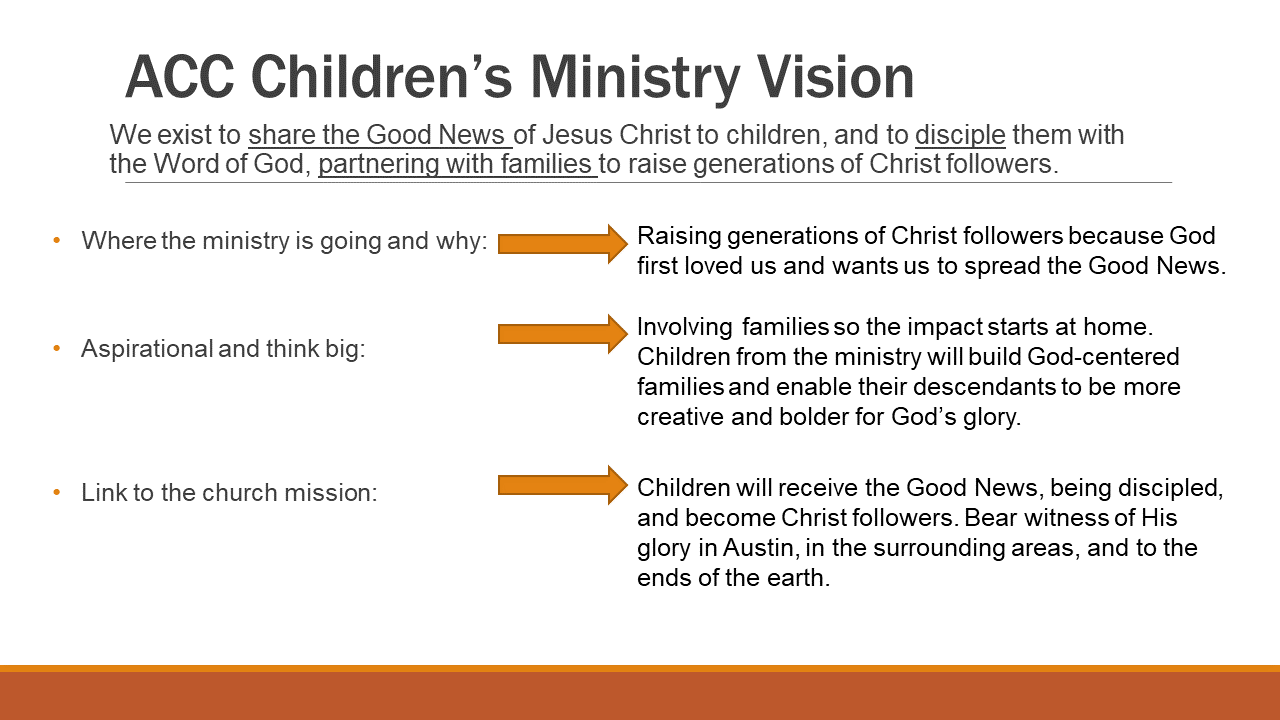 ACC Children’s Ministry Vision
We exist to share the Good News of Jesus Christ to children, and to disciple them with
the Word of God, partnering with families to raise generations of Christ followers.
• Where the ministry is going and why:
Raising generations of Christ followers because God
first loved us and wants us to spread the Good News.
• Aspirational and think big:
Involving families so the impact starts at home.
Children from the ministry will build God-centered
families and enable their descendants to be more
creative and bolder for God’s glory.
• Link to the church mission:
Children will receive the Good News, being discipled,
and become Christ followers. Bear witness of His
glory in Austin, in the surrounding areas, and to the
ends of the earth.